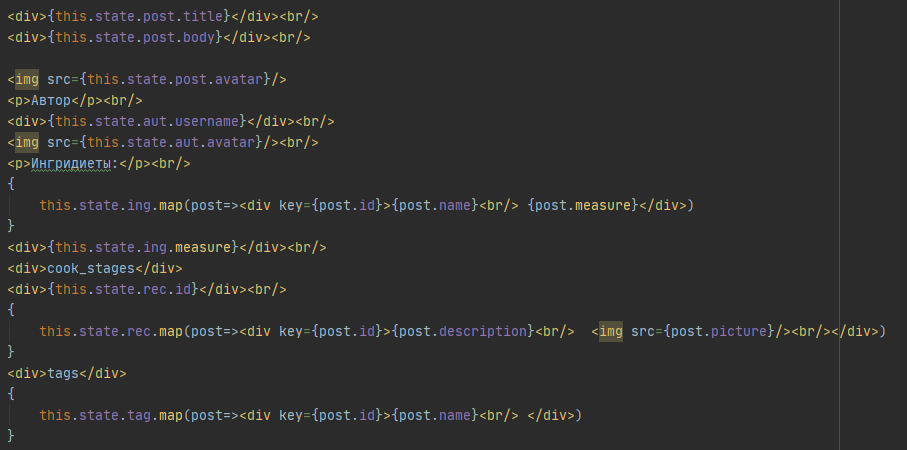 <div>{this.state.post.title}</div><br/>
<div>{this.state.post.body}</div><br/>
<img src={this.state.post.avatar}/>
<p>Автор</p><br/>
<div>{this.state.aut.username}</div><br/>
<img src={this.state.aut.avatar}/><br/>
<p>Ингридиеты:</p><br/>
{
this.state.ing.map(post=><div key={post.id}>{post.name}<br/> {post.measure}</div>)
}
<div>{this.state.ing.measure}</div><br/>
<div>cook_stages</div>
<div>{this.state.rec.id}</div><br/>
{
this.state.rec.map(post=><div key={post.id}>{post.description}<br/>  <img src={post.picture}/><br/></div>)
}
<div>tags</div>
{
this.state.tag.map(post=><div key={post.id}>{post.name}<br/> </div>)
}